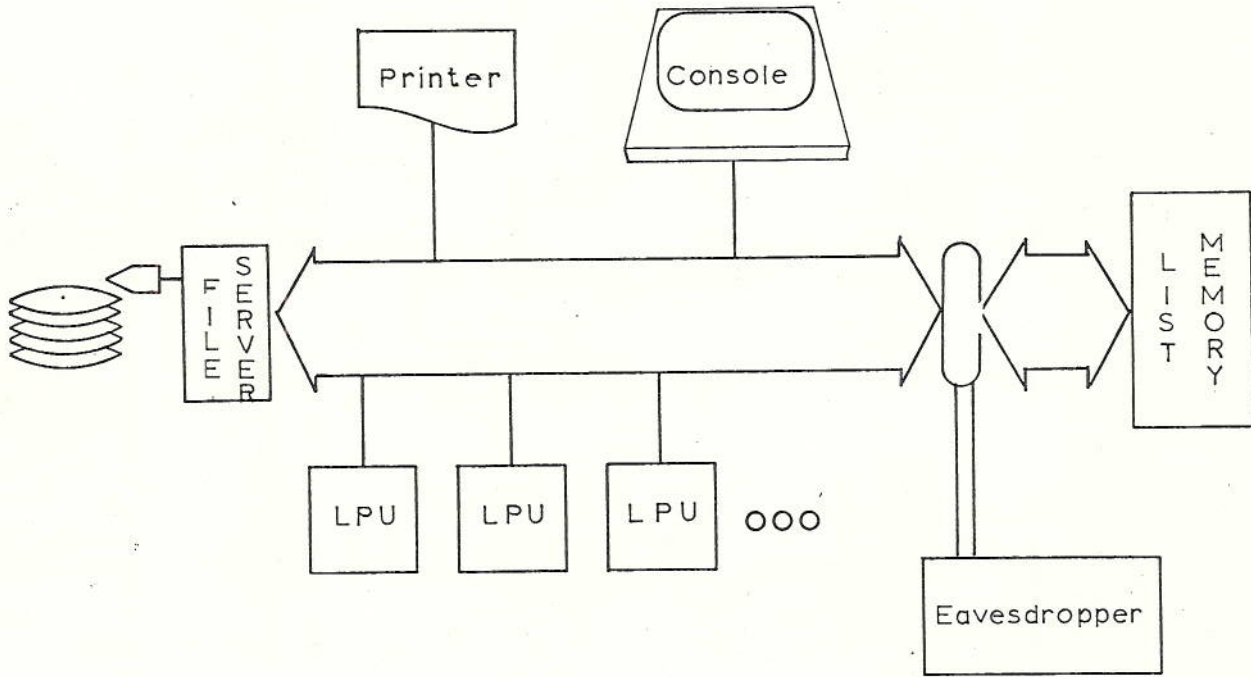 Printer
Console
FILE
SERVER
LIST
MEMORY
LPU
LPU
LPU
Eavesdropper